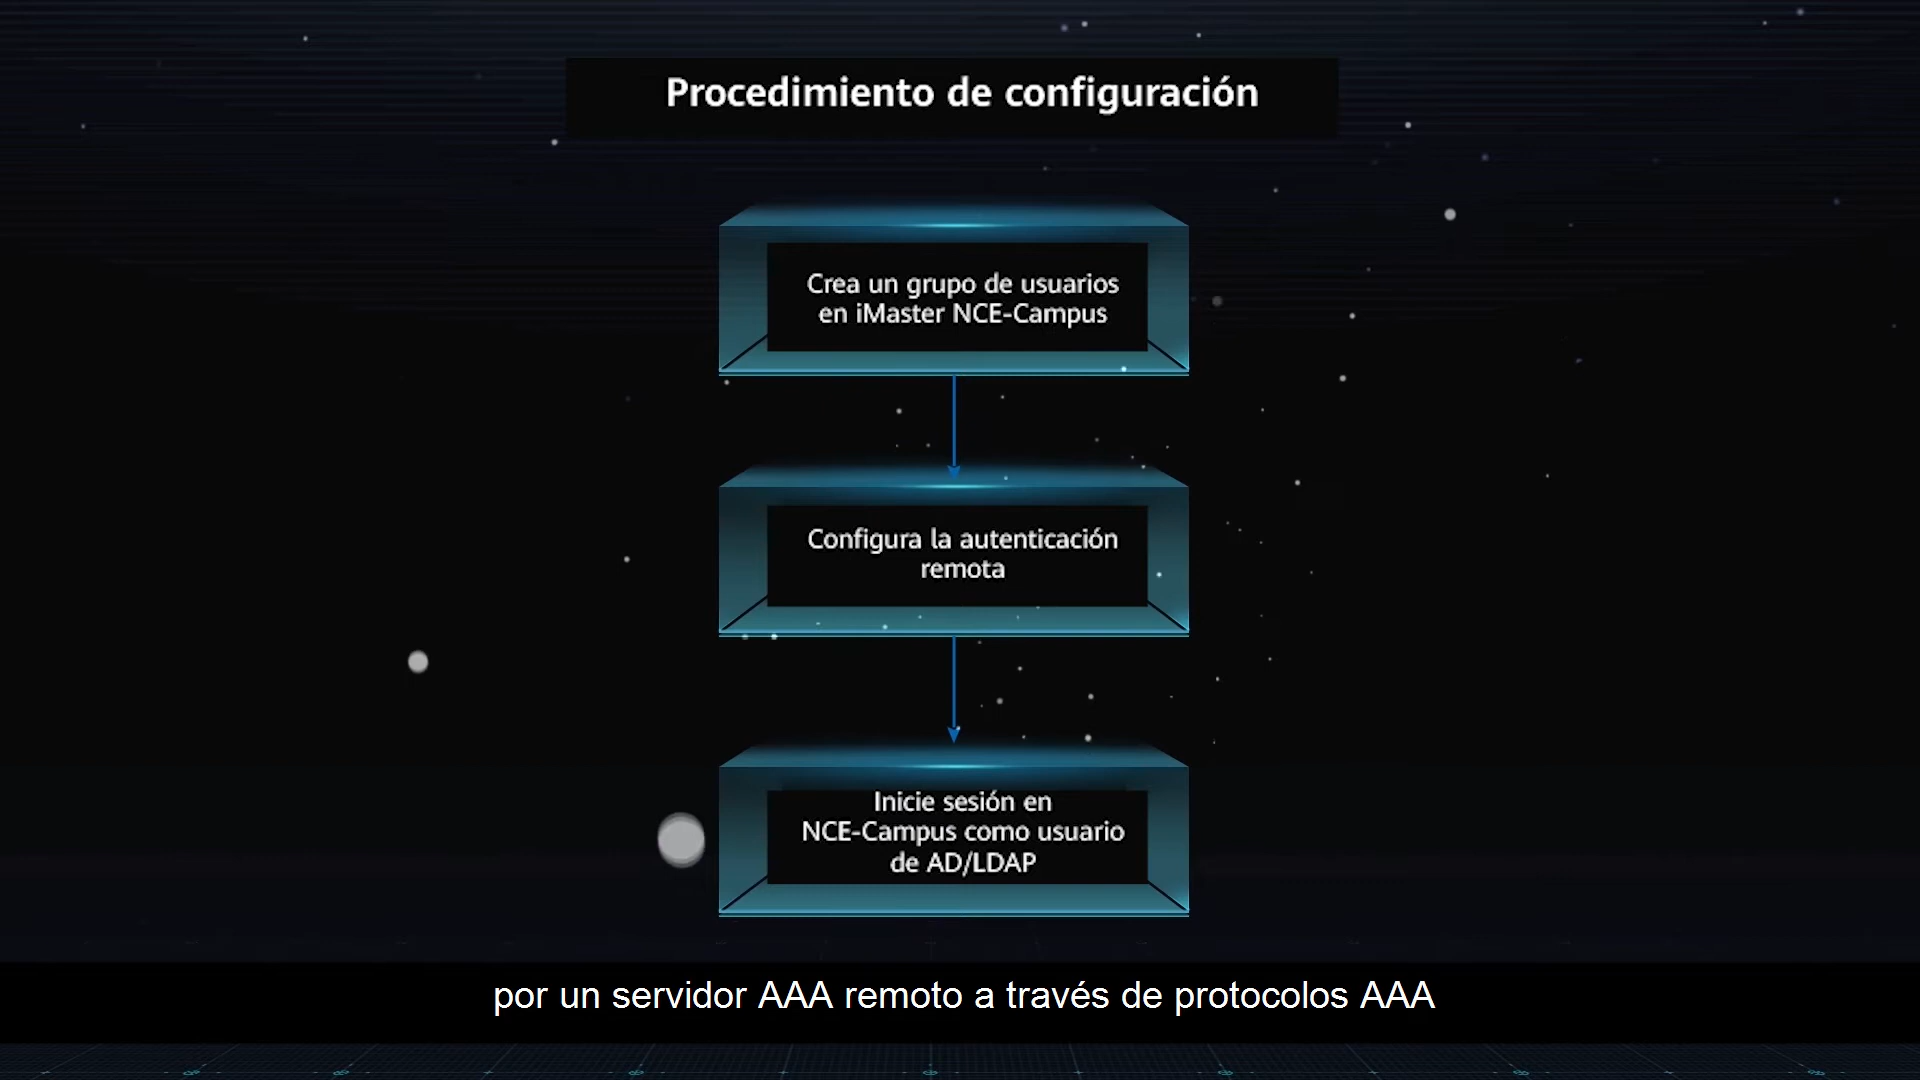 Procedimiento de configuración
Crea un grupo de usuarios
en iMaster NCE-Campus
Configura la autenticación
remota
Inicie sesión en
NCE-Campus como usuario
de AD/LDAP
por un servidor AAA remoto a través de protocolos AAA